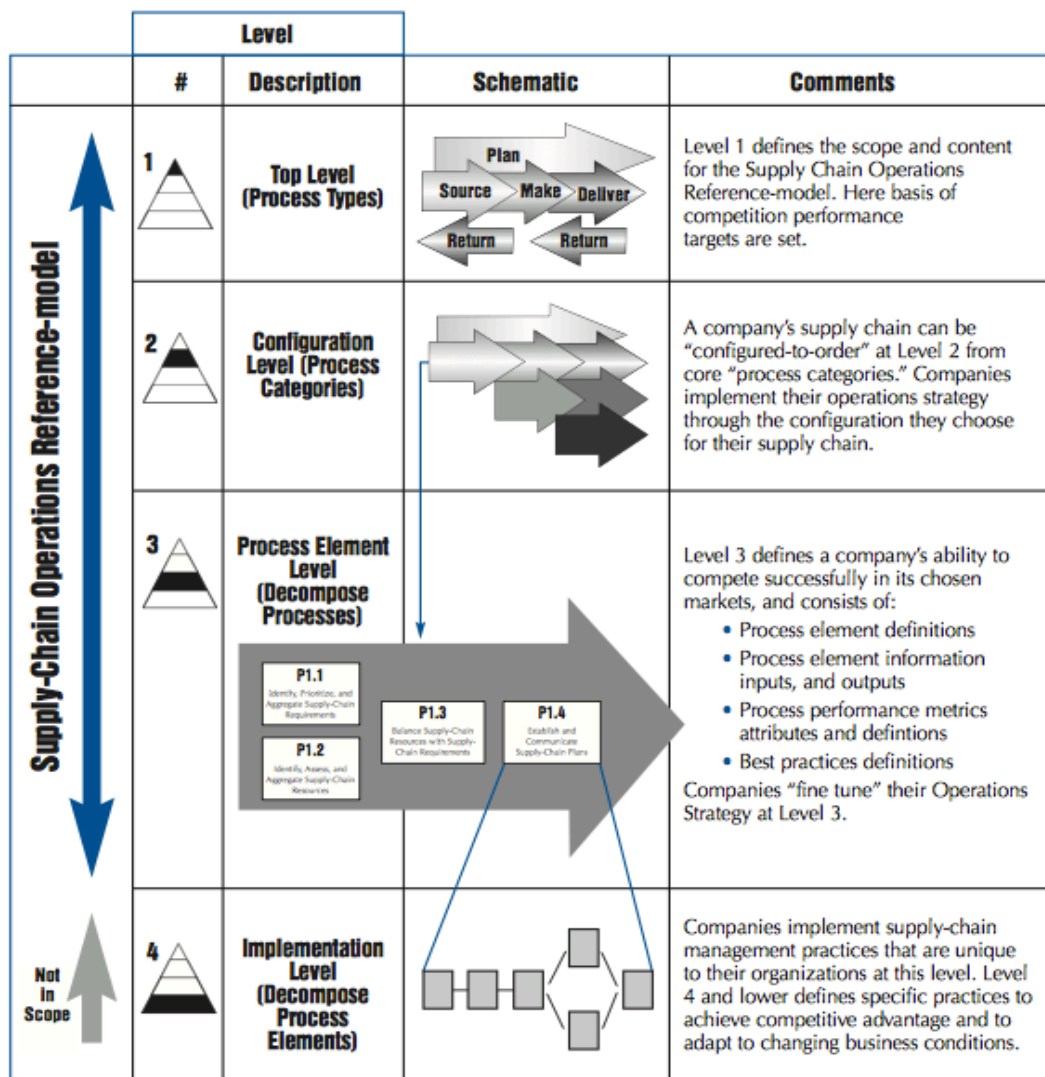 Level
#
Description
Schematic
Comments
Supply-Chain Operations Reference-model
1
Top Level
(Process Types)
Plan
Source
Make
Deliver
Return
Return
Level 1 defines the scope and content
for the Supply Chain Operations
Reference-model. Here basis of
competition performance
targets are set.
2
Configuration
Level (Process
Categories)
A company's supply chain can be
“configured-to-order” at Level 2 from
core “process categories.” Companies
implement their operations strategy
through the configuration they choose
for their supply chain.
3
Process Element
Level
(Decompose
Processes)
P1.1
Identify, Prioritize, and
Aggregate Supply-Chain
Requirements
P1.2
Identify, Assess, and
Aggregate Supply-Chain
Resources
P1.3
Balance Supply-Chain
Resources with Supply-
Chain Requirements
P1.4
Establish and
Communicate
Supply-Chain Plans
Level 3 defines a company's ability to
compete successfully in its chosen
markets, and consists of:
• Process element definitions
• Process element information
inputs, and outputs
• Process performance metrics
attributes and defintions
• Best practices definitions
Companies “fine tune” their Operations
Strategy at Level 3.
Not
in
Scope
4
Implementation
Level
(Decompose
Process
Elements)
Companies implement supply-chain
management practices that are unique
to their organizations at this level. Level
4 and lower defines specific practices to
achieve competitive advantage and to
adapt to changing business conditions.